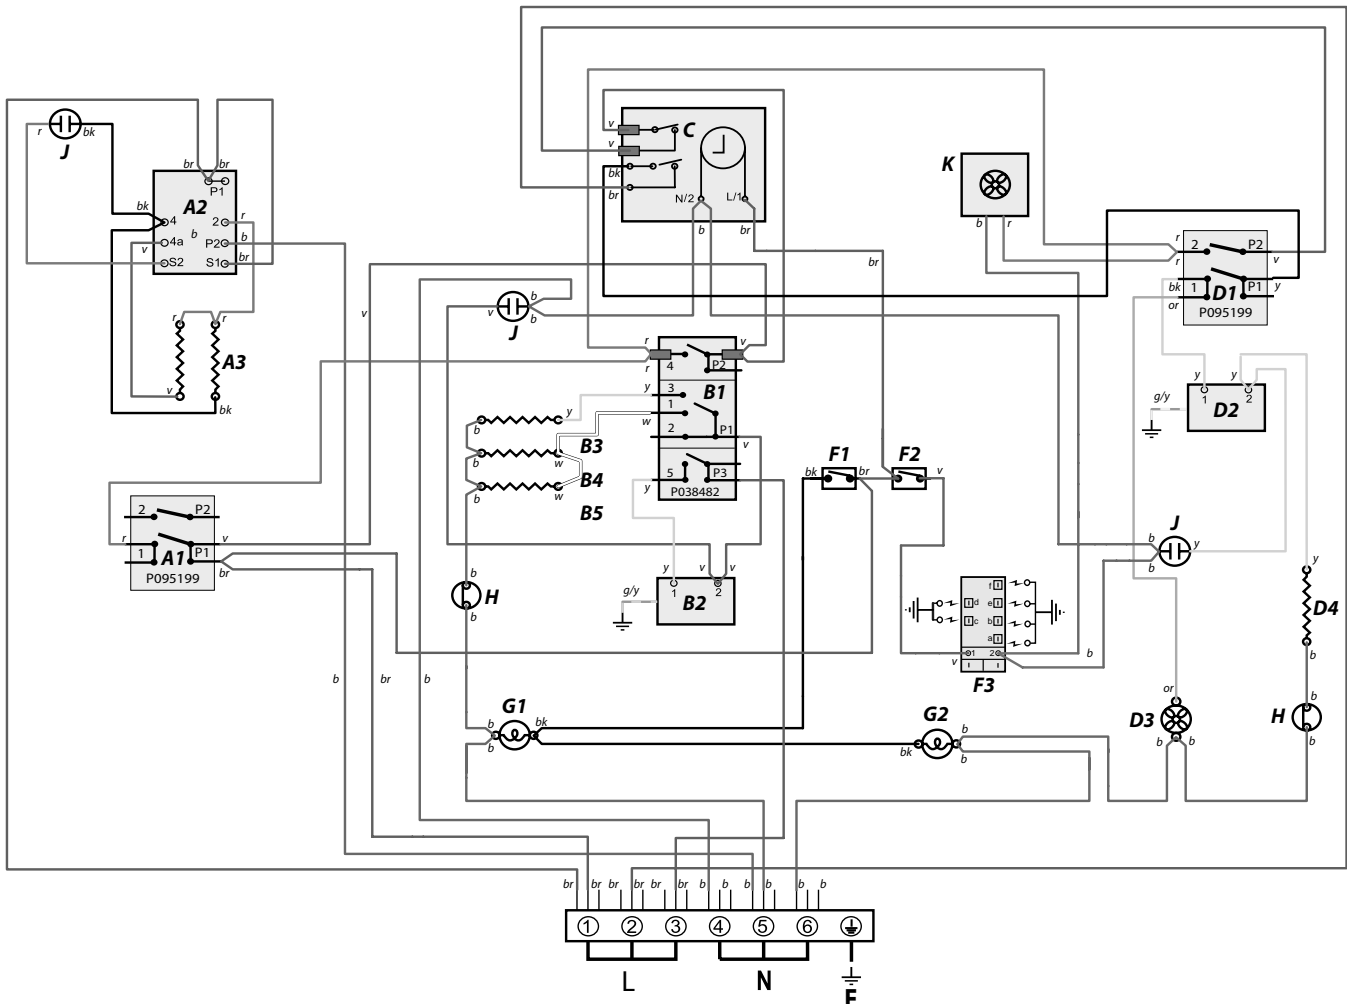 r
bk
J
br
br
P1
A2
bk
4
2
r
b
4a
v
P2
b
S2
S1
br
r
r
A3
v
bk
v
C
v
bk
br
N/2
L/1
b
br
br
K
b
r
r
2
P2
r
v
bk
1
P1
y
or
D1
P095199
v
b
v
b
J
r
v
4
P2
r
y
3
B1
1
w
2
P1
v
5
P3
y
P038482
y
b
B3
b
w
B4
b
w
B5
y
y
1
2
D2
g/y
F1
F2
bk
br
v
2
P2
r
v
1
A1
P1
br
P095199
b
H
b
y
v
v
1
2
B2
g/y
J
b
y
b
f
d
e
c
b
a
1
2
v
b
F3
y
D4
b
b
H
b
or
D3
b
b
b
br
b
G1
b
bk
b
G2
b
bk
b
br
br
br
br
br
br
b
b
b
b
b
b
1
2
3
4
5
6
L
N
E